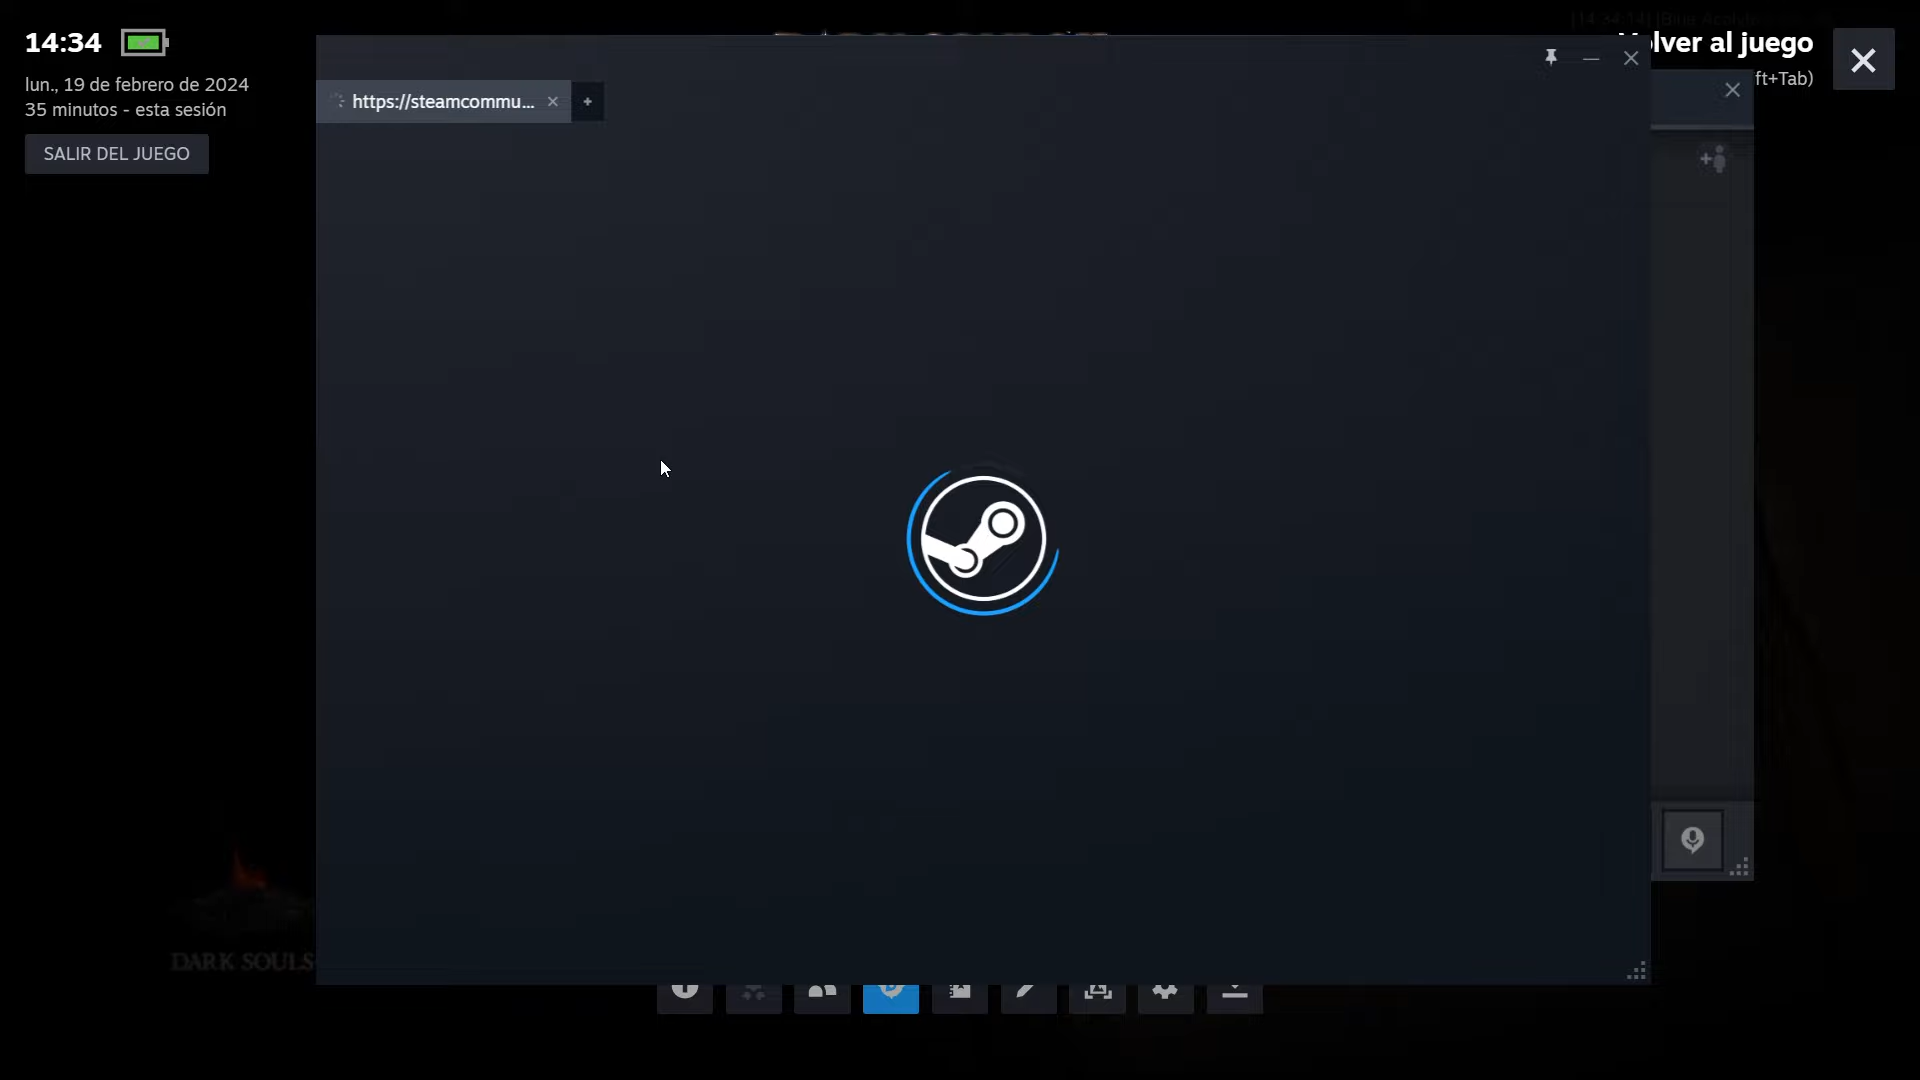 14:34
lun., 19 de febrero de 2024
35 minutos - esta sesión
SALIR DEL JUEGO
https://steamcommu...
lver al juego
ft+Tab)
DARK SOULS